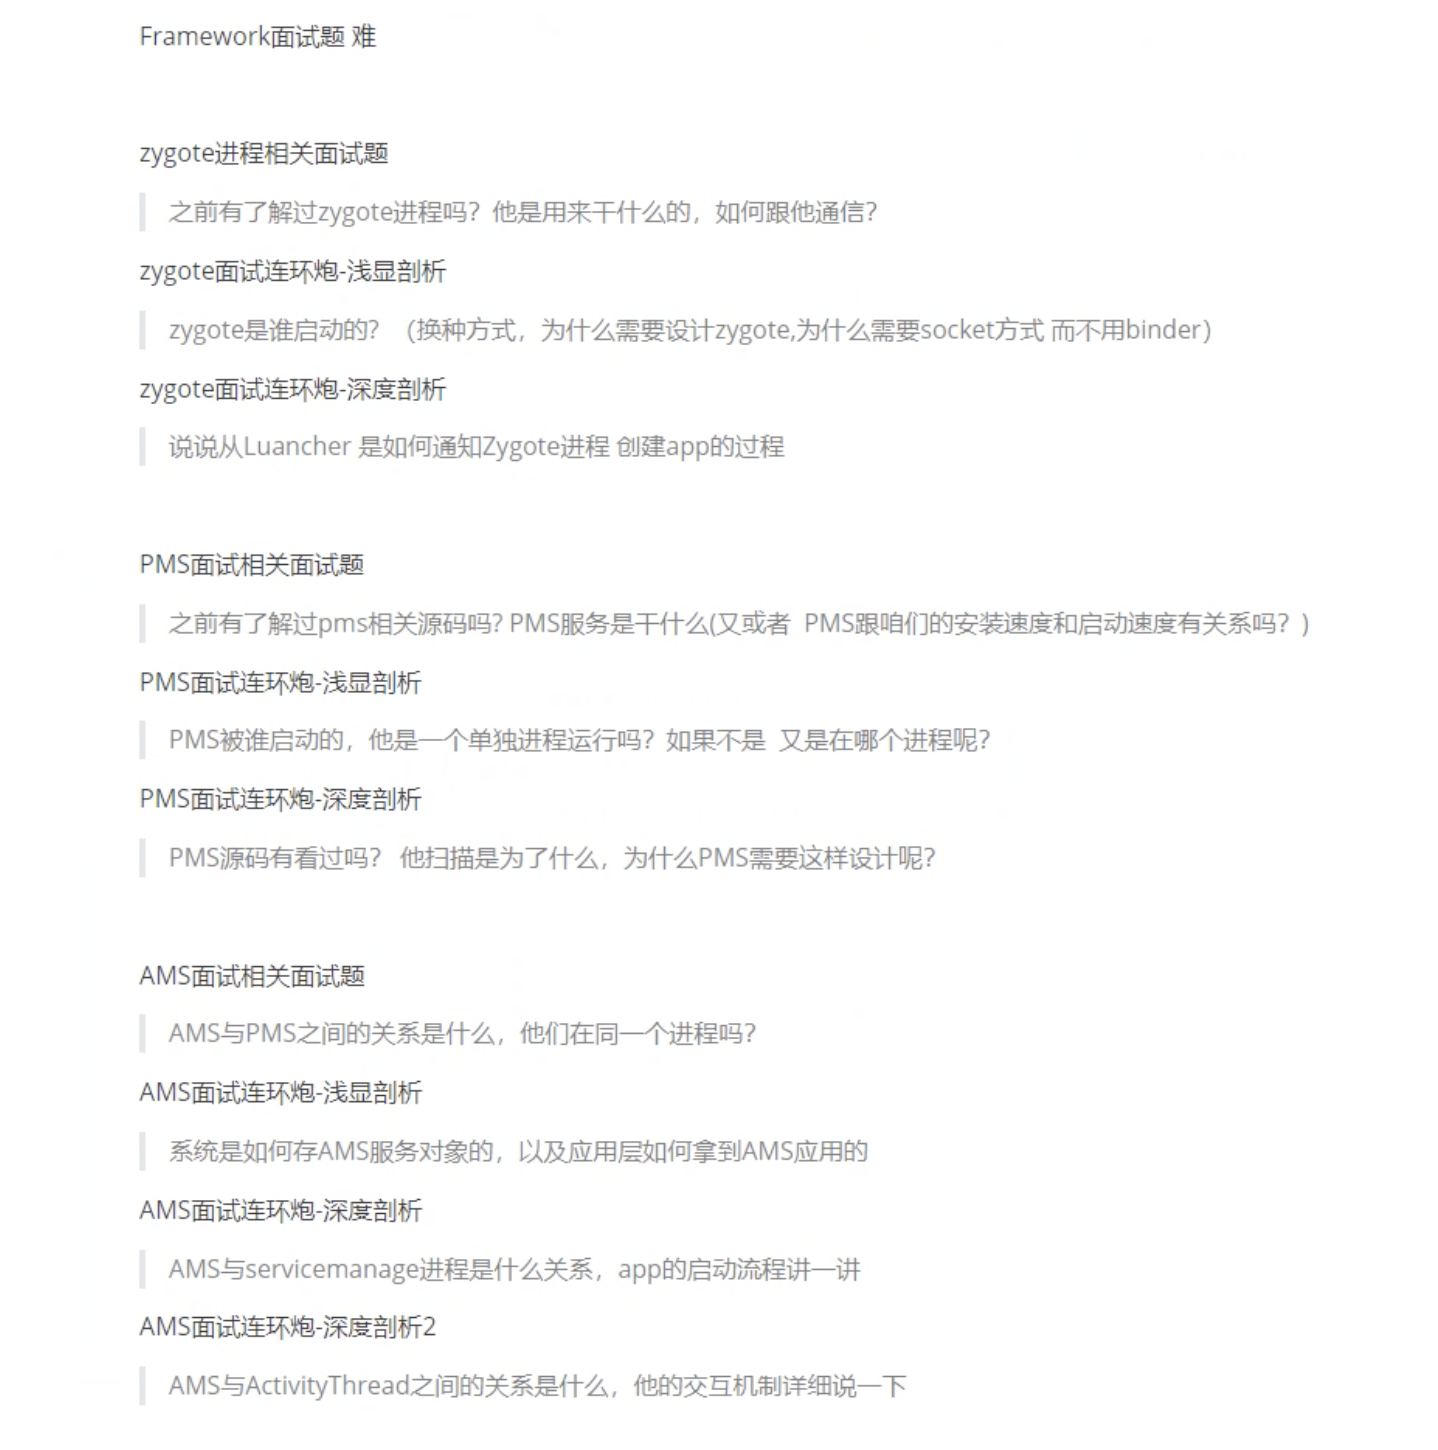 Framework面试题 难
zygote进程相关面试题
之前有了解过zygote进程吗？他是用来干什么的，如何跟他通信？
zygote面试连环炮-浅显剖析
zygote是谁启动的？ （换种方式，为什么需要设计zygote,为什么需要socket方式 而不用binder）
zygote面试连环炮-深度剖析
说说从Luancher 是如何通知Zygote进程 创建app的过程
PMS面试相关面试题
之前有了解过pms相关源码吗? PMS服务是干什么(又或者 PMS跟咱们的安装速度和启动速度有关系吗？)
PMS面试连环炮-浅显剖析
PMS被谁启动的，他是一个单独进程运行吗？如果不是 又是在哪个进程呢？
PMS面试连环炮-深度剖析
PMS源码有看过吗？ 他扫描是为了什么，为什么PMS需要这样设计呢？
AMS面试相关面试题
AMS与PMS之间的关系是什么，他们在同一个进程吗？
AMS面试连环炮-浅显剖析
系统是如何存AMS服务对象的，以及应用层如何拿到AMS应用的
AMS面试连环炮-深度剖析
AMS与servicemanage进程是什么关系，app的启动流程讲一讲
AMS面试连环炮-深度剖析2
AMS与ActivityThread之间的关系是什么，他的交互机制详细说一下